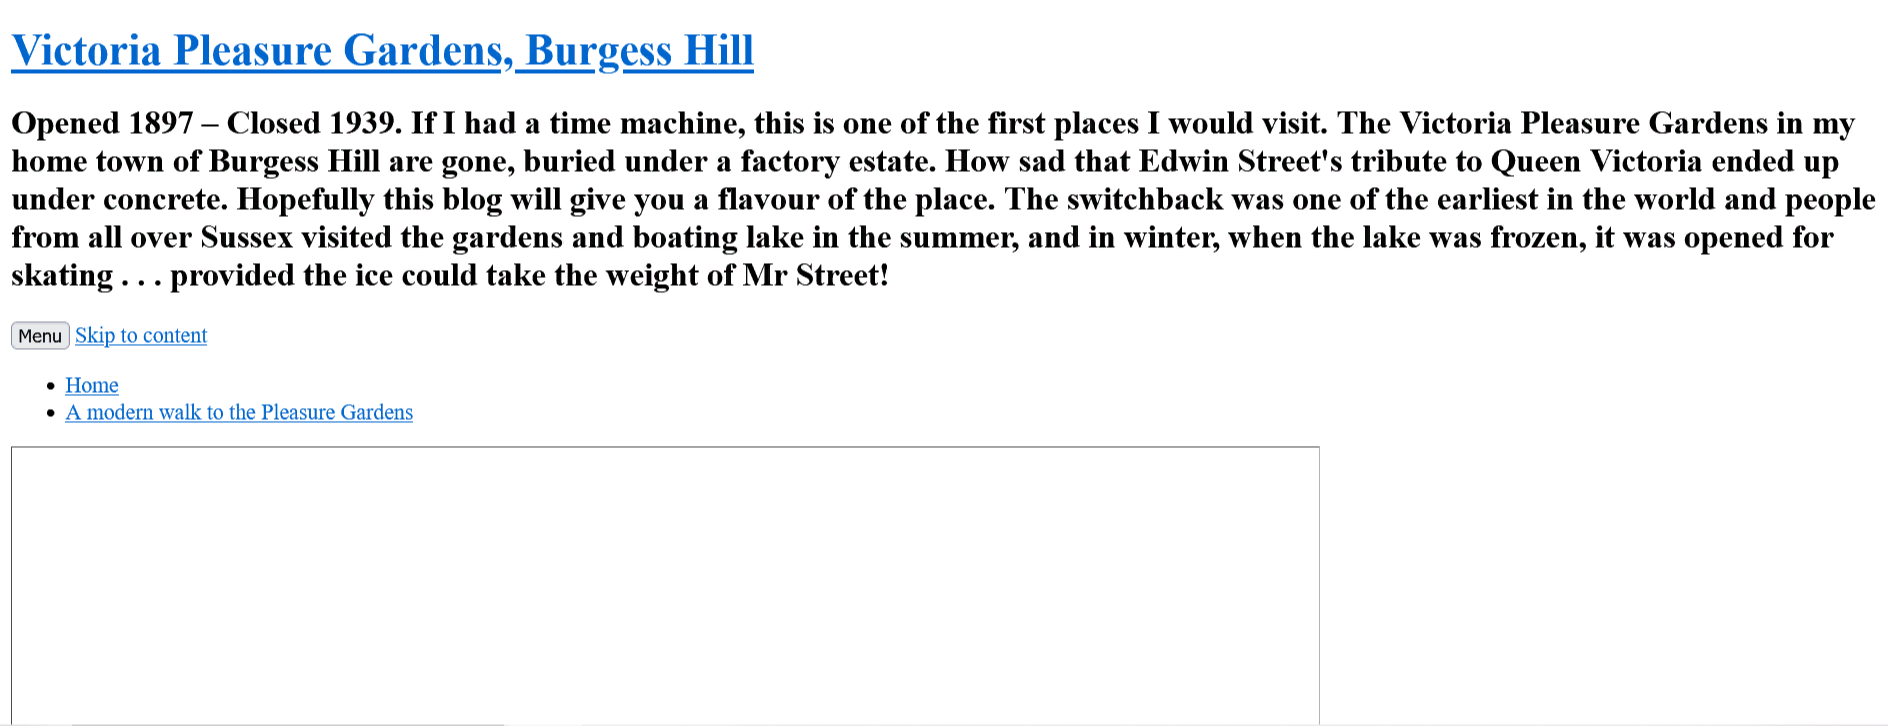 Victoria Pleasure Gardens, Burgess Hill
Opened 1897 – Closed 1939. If I had a time machine, this is one of the first places I would visit. The Victoria Pleasure Gardens in my
home town of Burgess Hill are gone, buried under a factory estate. How sad that Edwin Street's tribute to Queen Victoria ended up
under concrete. Hopefully this blog will give you a flavour of the place. The switchback was one of the earliest in the world and people
from all over Sussex visited the gardens and boating lake in the summer, and in winter, when the lake was frozen, it was opened for
skating . . . provided the ice could take the weight of Mr Street!
Menu Skip to content
Home
A modern walk to the Pleasure Gardens